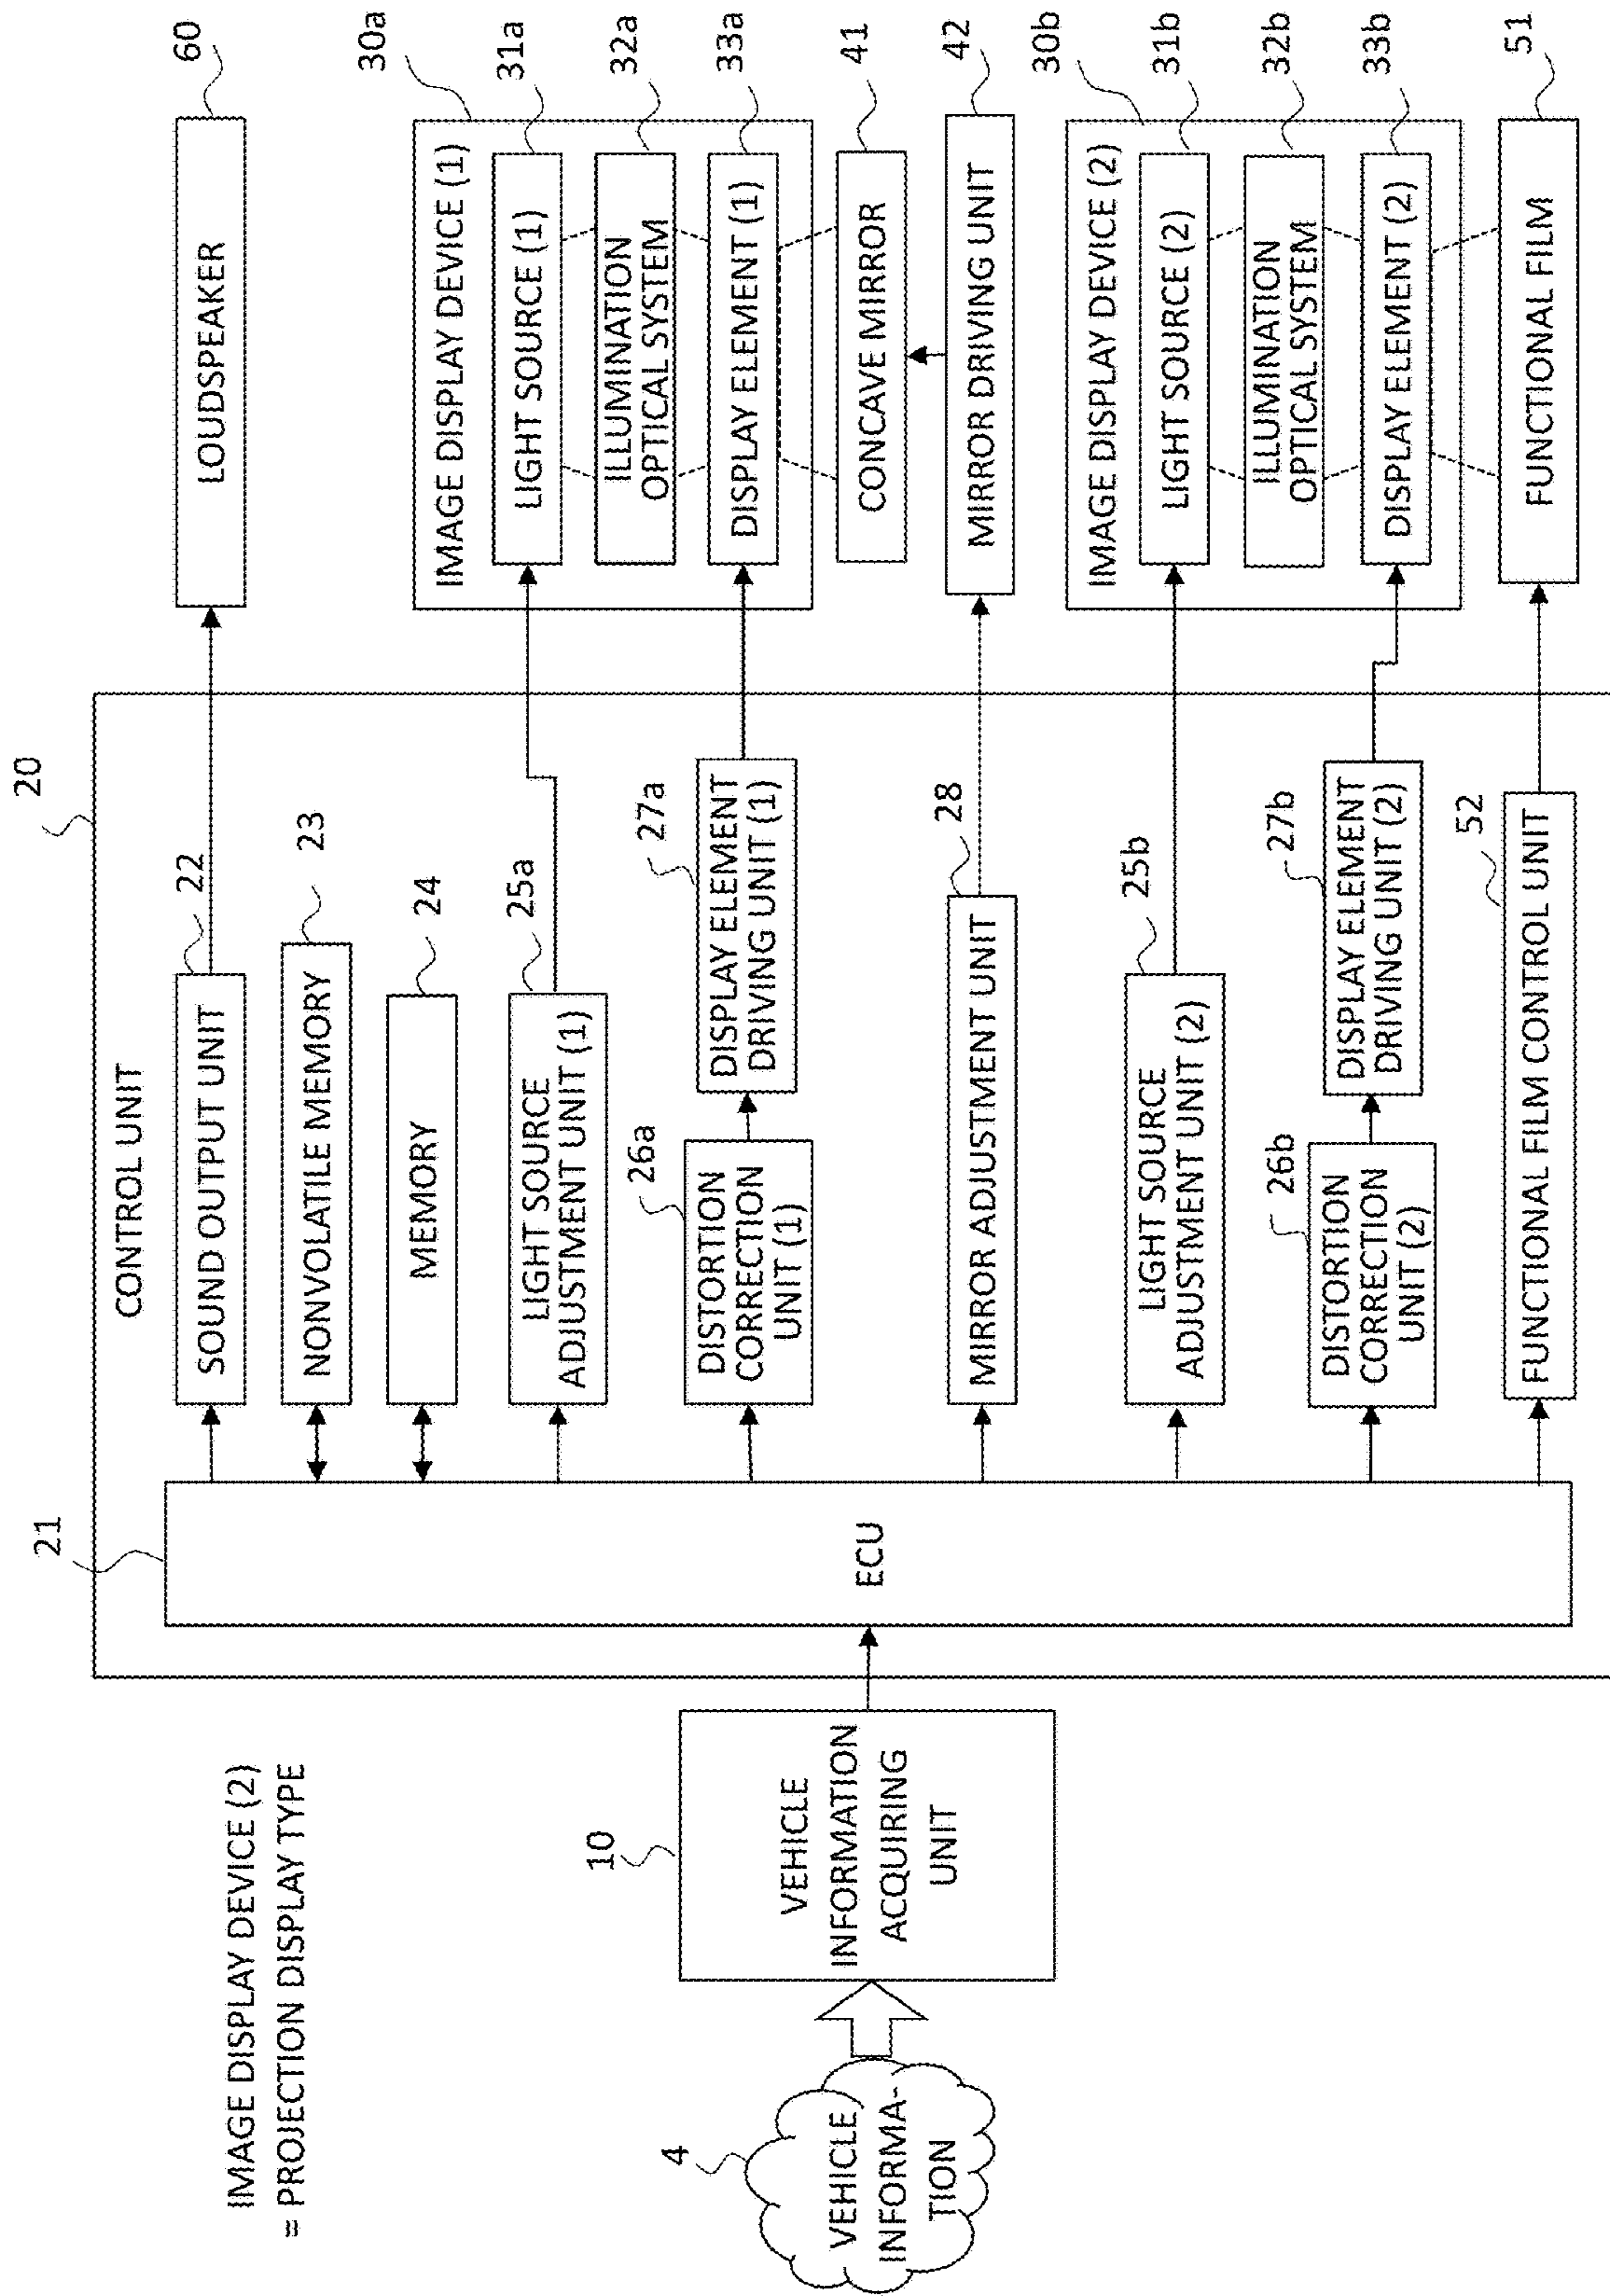 IMAGE DISPLAY DEVICE (2)
= PROJECTION DISPLAY TYPE
4
VEHICLE
INFORMA-
TION
10
VEHICLE
INFORMATION
ACQUIRING
UNIT
20
CONTROL UNIT
21
ECU
SOUND OUTPUT UNIT
22
NONVOLATILE MEMORY
23
MEMORY
24
LIGHT SOURCE
ADJUSTMENT UNIT (1)
25a
DISTORTION
CORRECTION
UNIT (1)
26a
DISPLAY ELEMENT
DRIVING UNIT (1)
27a
MIRROR ADJUSTMENT UNIT
28
LIGHT SOURCE
ADJUSTMENT UNIT (2)
25b
DISTORTION
CORRECTION
UNIT (2)
26b
DISPLAY ELEMENT
DRIVING UNIT (2)
27b
FUNCTIONAL FILM CONTROL UNIT
52
LOUDSPEAKER
60
IMAGE DISPLAY DEVICE (1)
30a
LIGHT SOURCE (1)
31a
ILLUMINATION
OPTICAL SYSTEM
32a
DISPLAY ELEMENT (1)
33a
CONCAVE MIRROR
41
MIRROR DRIVING UNIT
42
IMAGE DISPLAY DEVICE (2)
30b
LIGHT SOURCE (2)
31b
ILLUMINATION
OPTICAL SYSTEM
32b
DISPLAY ELEMENT (2)
33b
FUNCTIONAL FILM
51